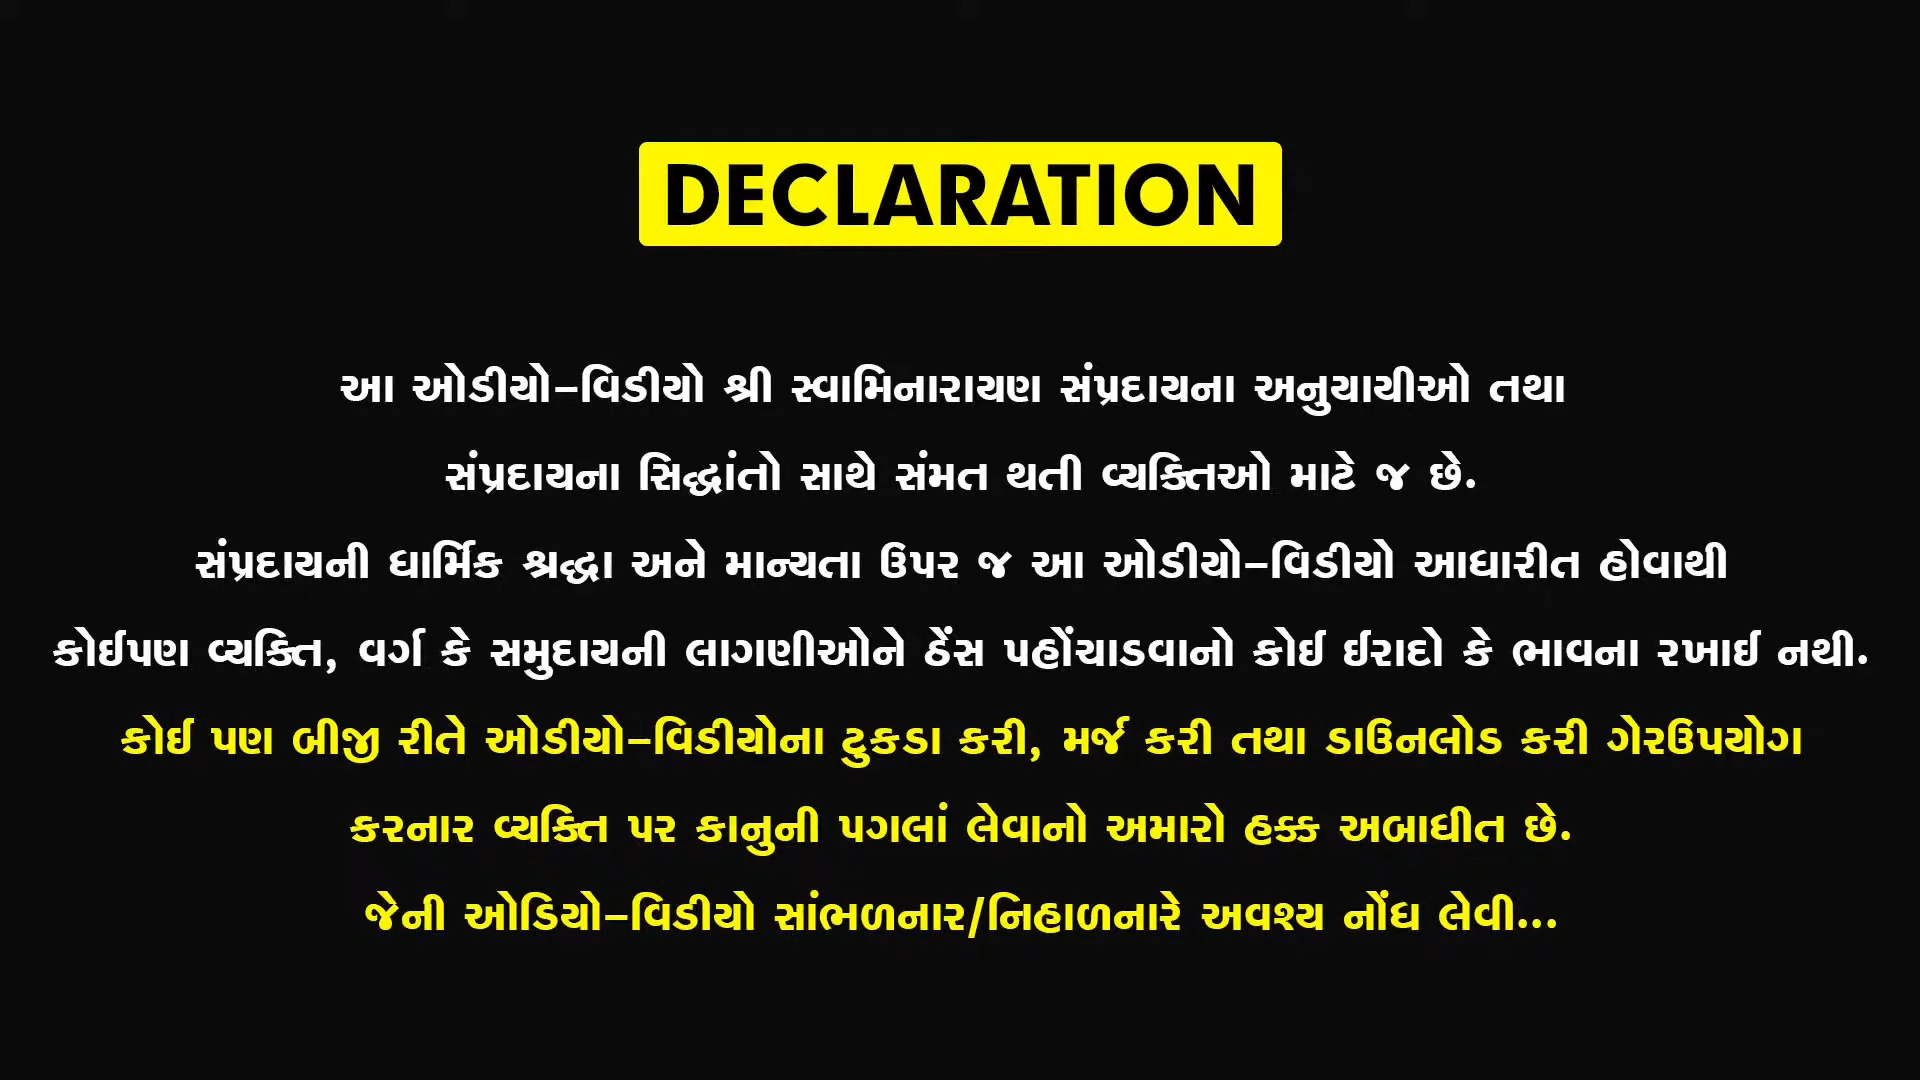 DECLARATION
આ ઓડીયો-વિડીયો શ્રી સ્વામિનારાયણ સંપ્રદાયના અનુયાયીઓ તથા
સંપ્રદાયના સિદ્ધાંતો સાથે સંમત થતી વ્યક્તિઓ માટે જ છે.
સંપ્રદાયની ધાર્મિક શ્રદ્ધા અને માન્યતા ઉપર જ આ ઓડીયો-વિડીયો આધારીત હોવાથી
કોઈપણ વ્યક્તિ, વર્ગ કે સમુદાયની લાગણીઓને ઠેંસ પહોંચાડવાનો કોઈ ઈરાદો કે ભાવના રખાઈ નથી.
કોઈ પણ બીજી રીતે ઓડીયો-વિડીયોના ટુકડા કરી, મર્જ કરી તથા ડાઉનલોડ કરી ગેરઉપયોગ
કરનાર વ્યક્તિ પર કાનુની પગલાં લેવાનો અમારો હક્ક અબાધીત છે.
જેની ઓડિયો-વિડીયો સાંભળનાર/નિહાળનારે અવશ્ય નોંધ લેવી...